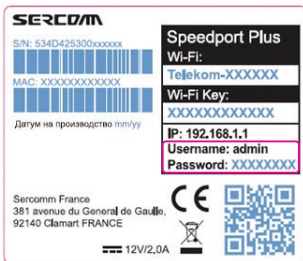 SERCOMM
S/N: 534D425300xxxxxx
MAC: XXXXXXXXXXXX
Датум на производство mm/yy
Speedport Plus
Wi-Fi:
Telekom-XXXXXX
Wi-Fi Key:
XXXXXXXXXXXXX
IP: 192.168.1.1
Username: admin
Password: XXXXXXXX
Sercomm France
381 avenue du General de Gaulle,
92140 Clamart FRANCE
CE
12V/2,0A